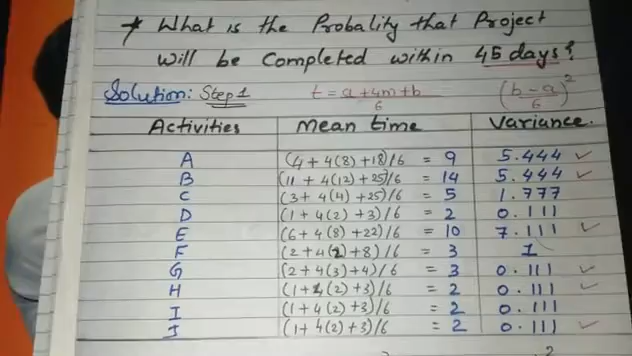 * What is the Probality that Project
will be Completed within 45 days?
Solution: Step 1 t = a+4m+b/6 (b-a/6)²
Activities Mean time Variance.
A (4 + 4(8) +18)/6 = 9 5.444 ✓
B (11 + 4(12) +25)/6 = 14 5.444 ✓
C (3+ 4(4) +25)/6 = 5 1.777
D (1 + 4(2) +3)/6 = 2 0.111
E (6+ 4(8) +22)/6 = 10 7.111 ✓
F (2+4(2)+8)/6 = 3 1
G (2+4(3)+4)/6 = 3 0.111 ✓
H (1+4(2)+3)/6 = 2 0.111 ✓
I (1+4(2)+3)/6 = 2 0.111
J (1+4(2)+3)/6 = 2 0.111 ✓